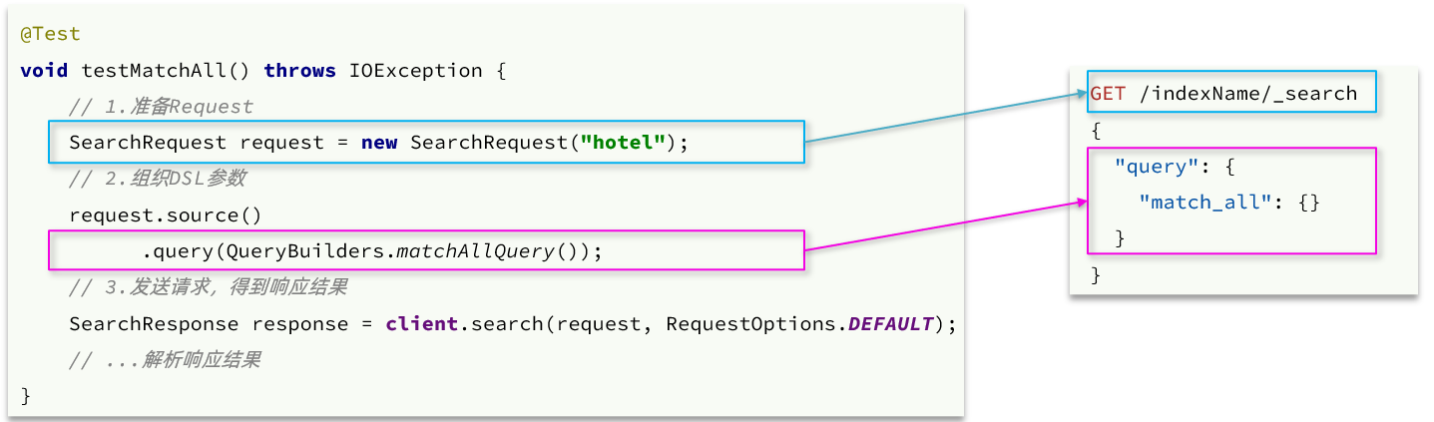 @Test
void testMatchAll() throws IOException {
    // 1.准备Request
    SearchRequest request = new SearchRequest("hotel");
    // 2.组织DSL参数
    request.source()
          .query(QueryBuilders.matchAllQuery());
    // 3.发送请求，得到响应结果
    SearchResponse response = client.search(request, RequestOptions.DEFAULT);
    // ...解析响应结果
}
GET /indexName/_search
{
  "query": {
    "match_all": {}
  }
}